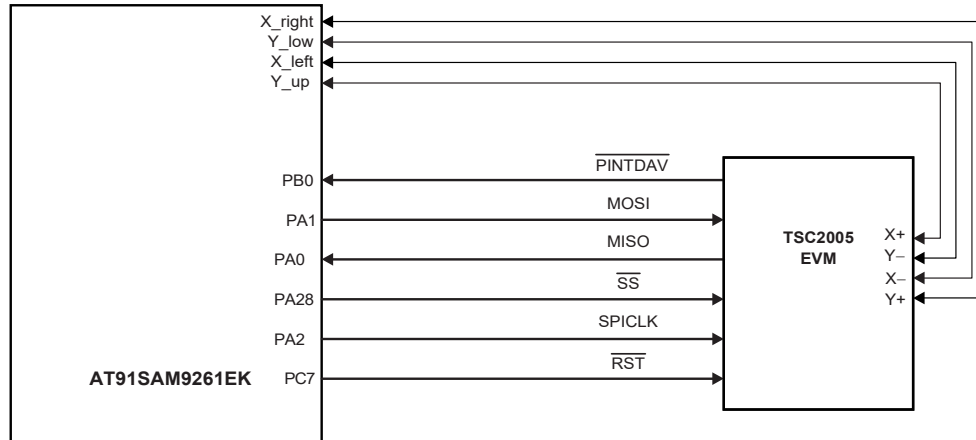 X_right
Y_low
X_left
Y_up
PINTDAV
PB0
MOSI
PA1
MISO
PA0
SS
PA28
SPICLK
PA2
RST
PC7
AT91SAM9261EK
TSC2005
EVM
X+
Y−
X−
Y+